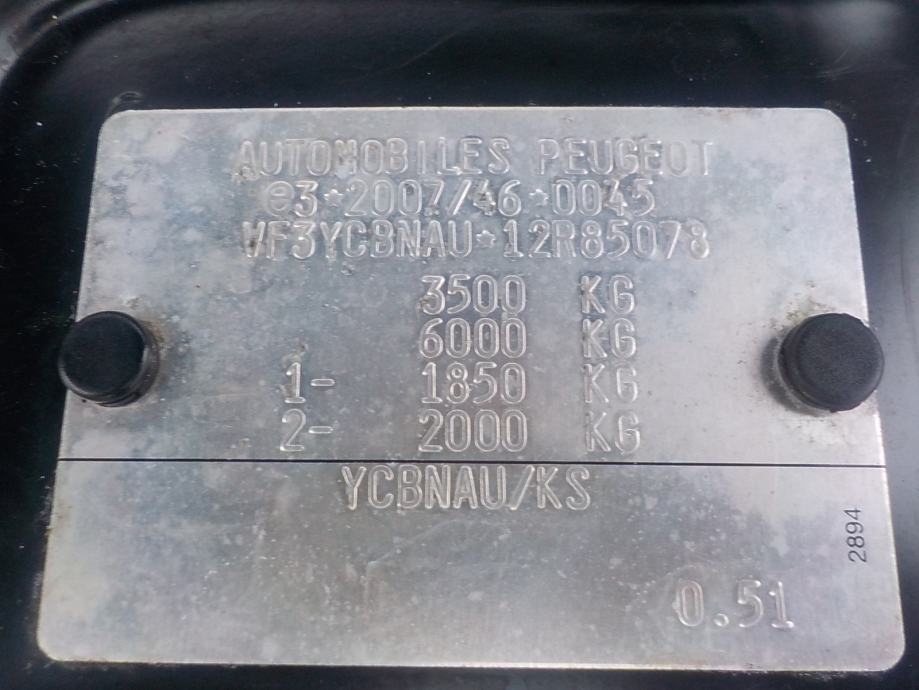 AUTOMOBILES PEUGEOT
e3*2007/46*0045
VF3YCBNAU*12R85078
3500 KG
6000 KG
1- 1850 KG
2- 2000 KG
YCBNAU/KS
2894
0.51